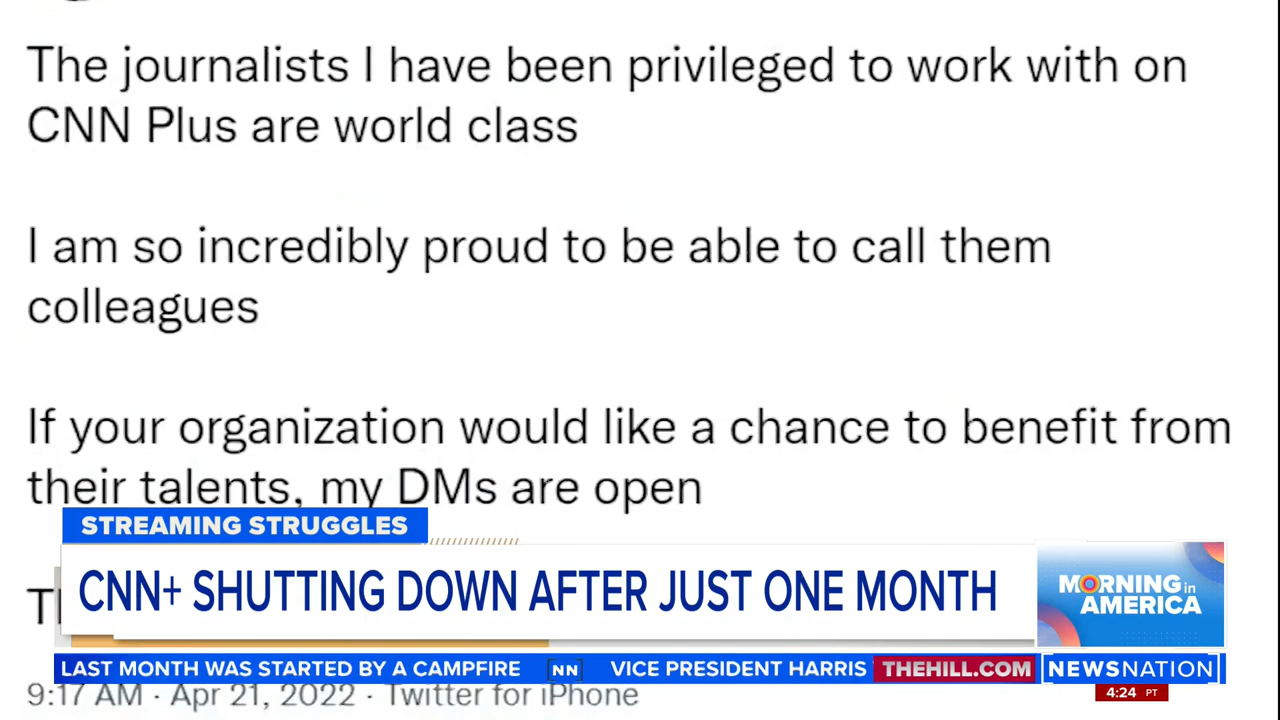 The journalists I have been privileged to work with on
CNN Plus are world class
I am so incredibly proud to be able to call them
colleagues
If your organization would like a chance to benefit from
their talents, my DMs are open
STREAMING STRUGGLES
CNN+ SHUTTING DOWN AFTER JUST ONE MONTH
MORNING in
AMERICA
LAST MONTH WAS STARTED BY A CAMPFIRE NN VICE PRESIDENT HARRIS THEHILL.COM NEWSNATION
9:17 AM · Apr 21, 2022 · Twitter for iPhone
4:24 PT